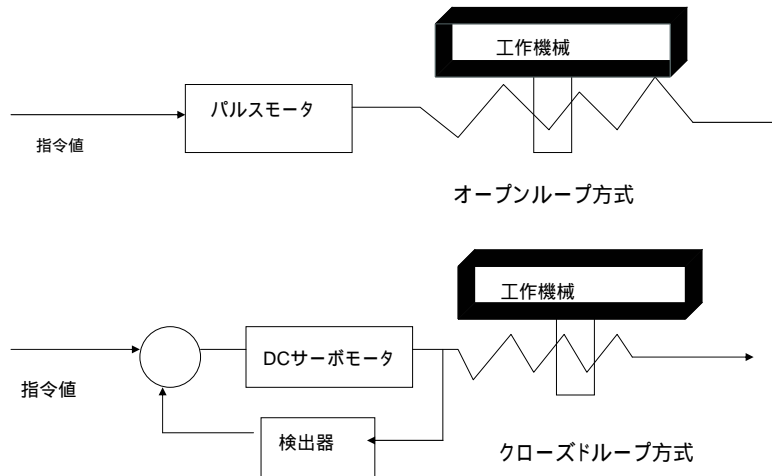 工作機械
パルスモータ
指令値
オープンループ方式
工作機械
DCサーボモータ
指令値
検出器
クローズドループ方式